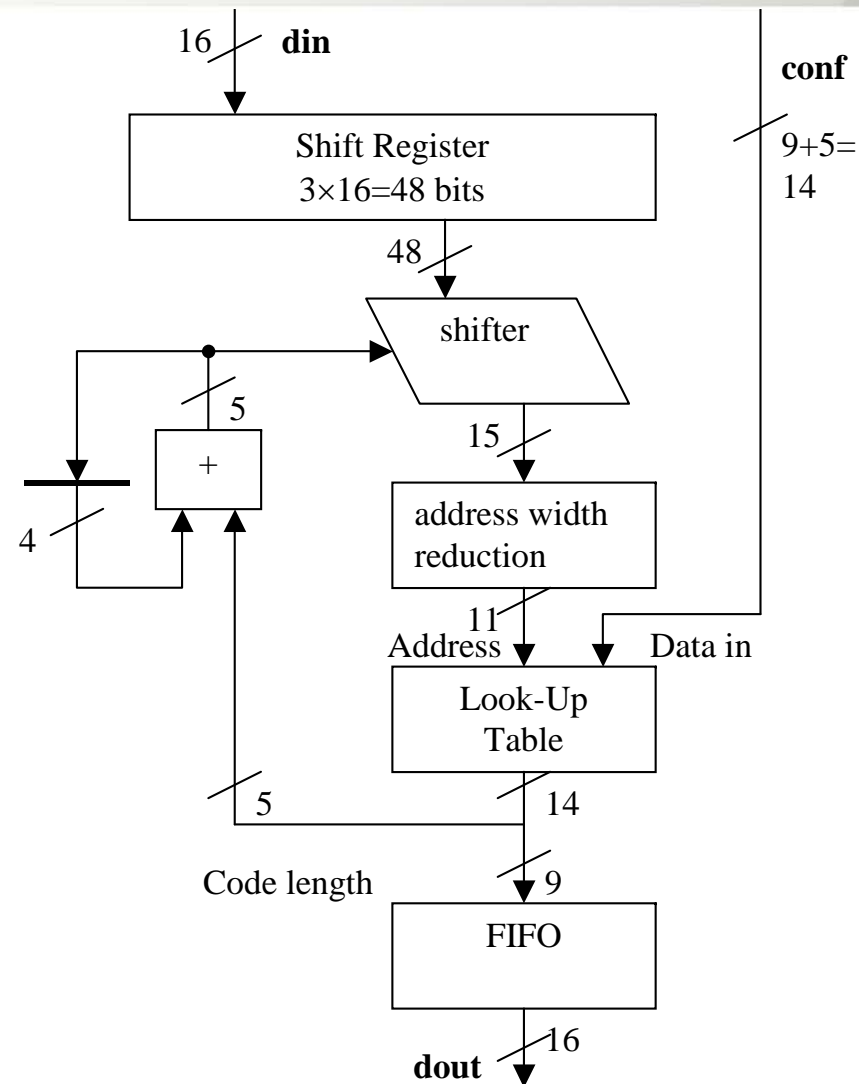 16
din
conf
9+5=
14
Shift Register
3×16=48 bits
48
shifter
5
15
+
4
address width
reduction
11
Address
Data in
Look-Up
Table
5
14
Code length
9
FIFO
16
dout